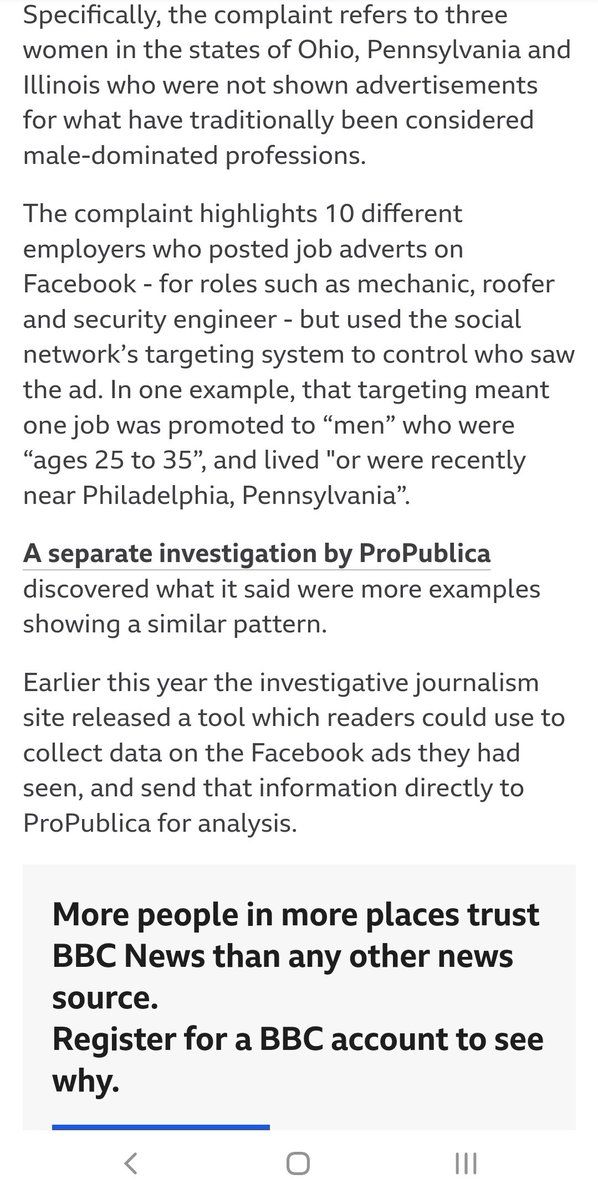 Specifically, the complaint refers to three
women in the states of Ohio, Pennsylvania and
Illinois who were not shown advertisements
for what have traditionally been considered
male-dominated professions.
The complaint highlights 10 different
employers who posted job adverts on
Facebook - for roles such as mechanic, roofer
and security engineer - but used the social
network’s targeting system to control who saw
the ad. In one example, that targeting meant
one job was promoted to “men” who were
“ages 25 to 35”, and lived "or were recently
near Philadelphia, Pennsylvania”.
A separate investigation by ProPublica
discovered what it said were more examples
showing a similar pattern.
Earlier this year the investigative journalism
site released a tool which readers could use to
collect data on the Facebook ads they had
seen, and send that information directly to
ProPublica for analysis.
More people in more places trust
BBC News than any other news
source.
Register for a BBC account to see
why.